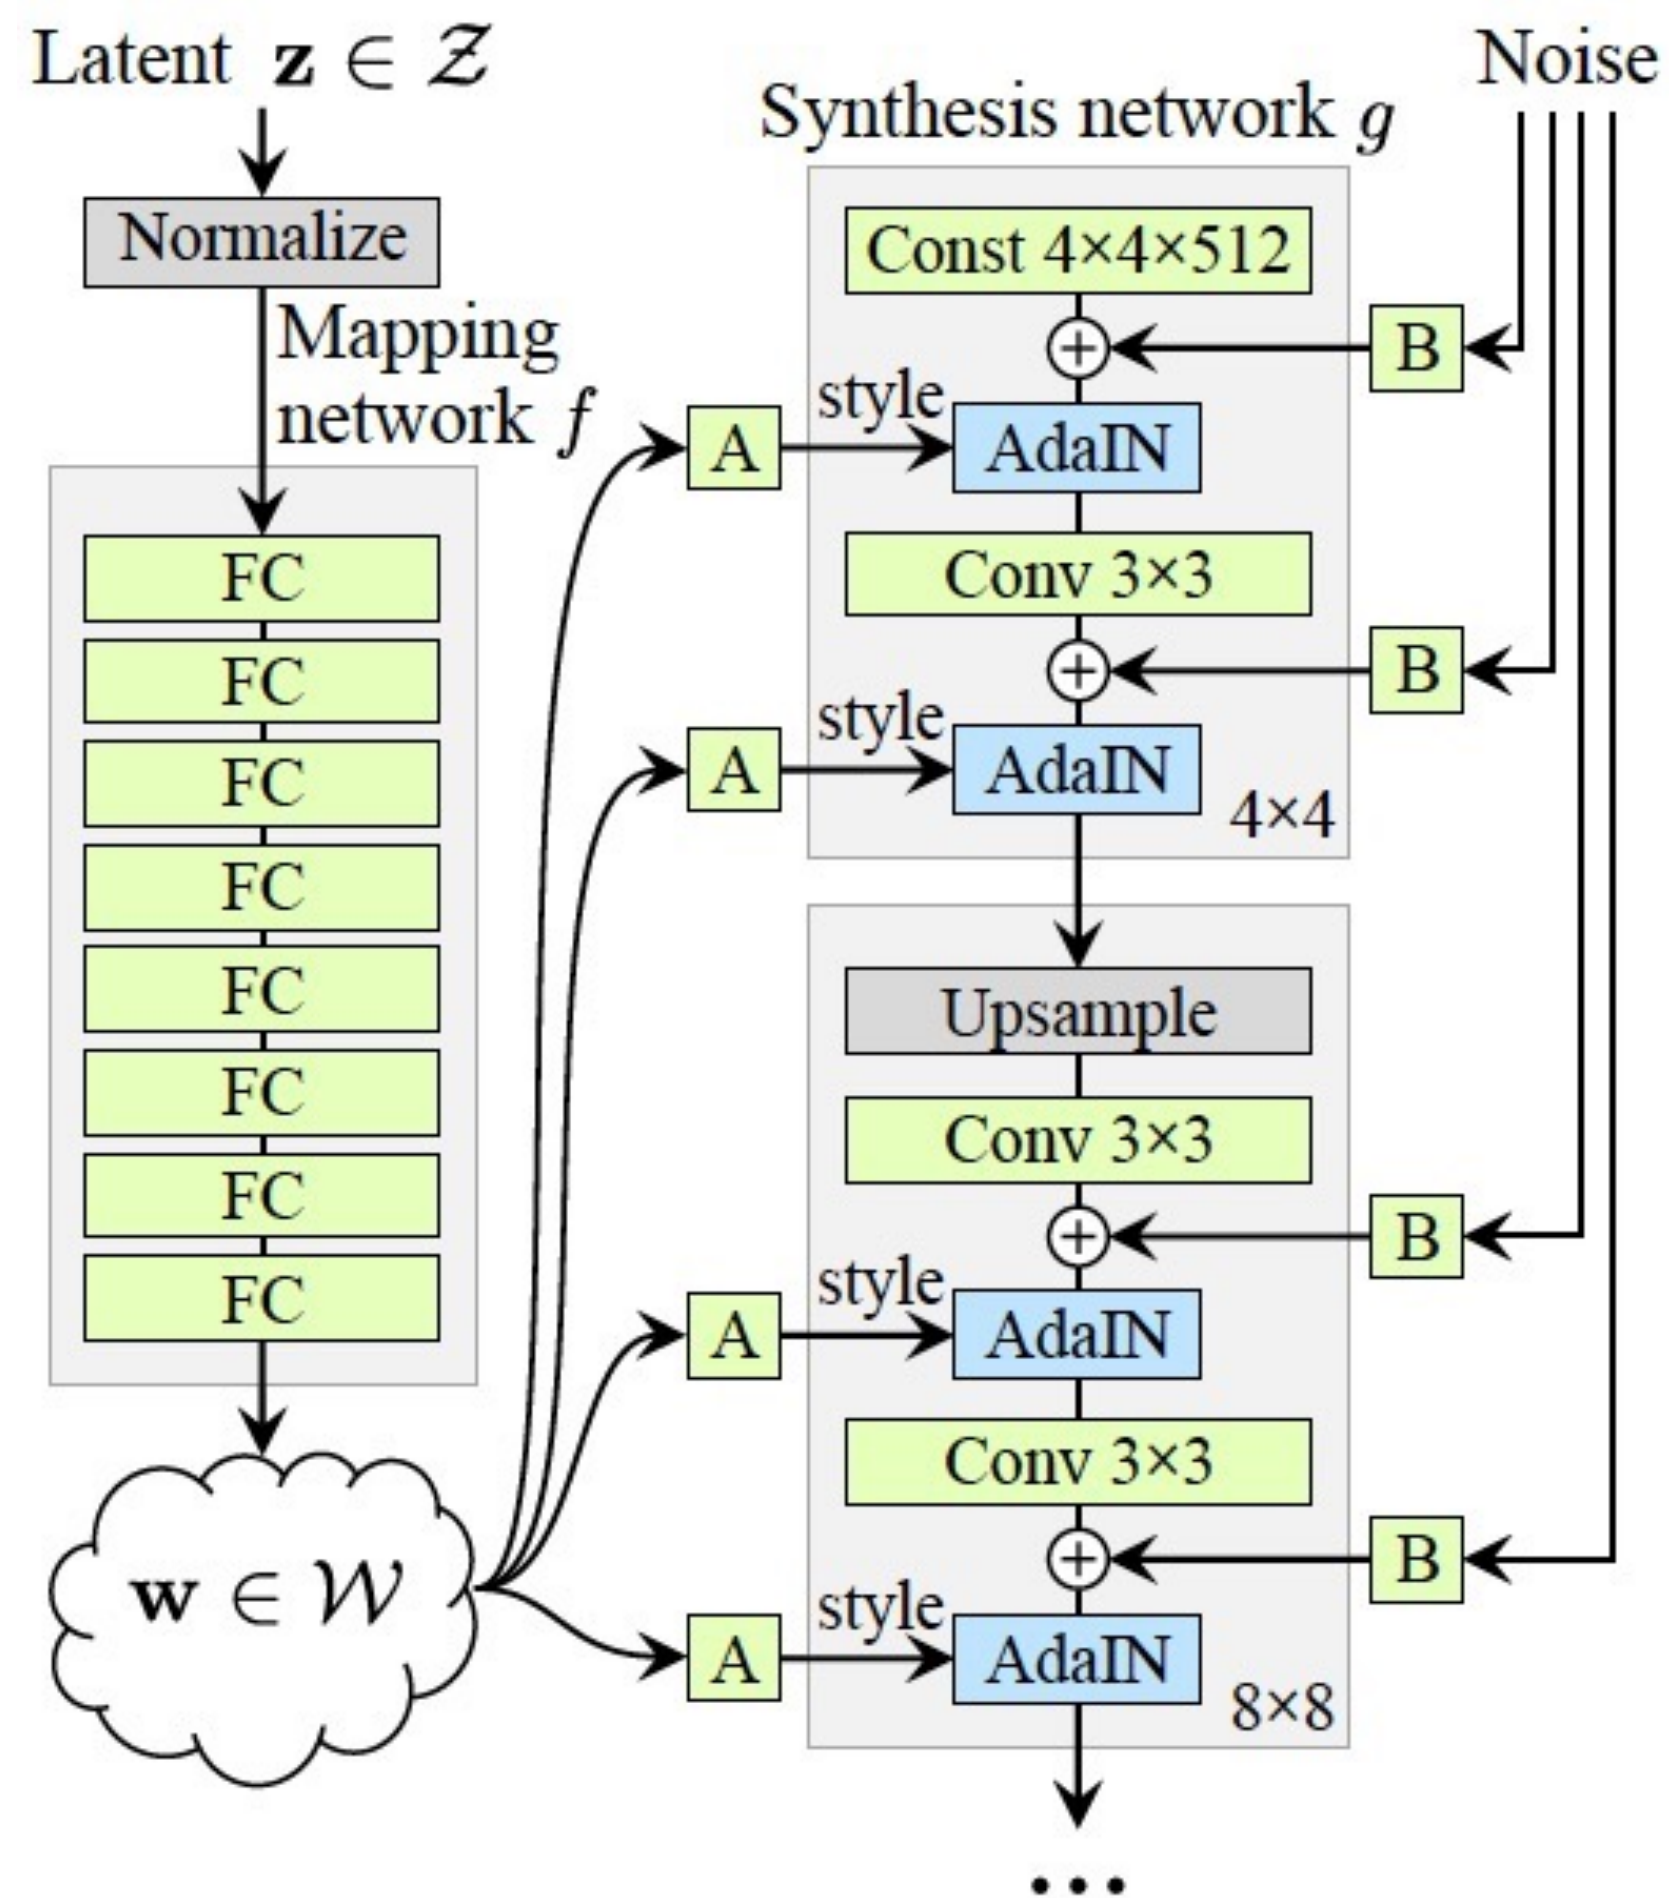 Latent z ∈ 𝒵
Normalize
Mapping
network f
FC
FC
FC
FC
FC
FC
FC
FC
w ∈ 𝒲
Synthesis network g
Noise
Const 4×4×512
B
style
A
AdaIN
Conv 3×3
B
style
A
AdaIN
4×4
Upsample
Conv 3×3
B
style
A
AdaIN
Conv 3×3
B
style
A
AdaIN
8×8
...